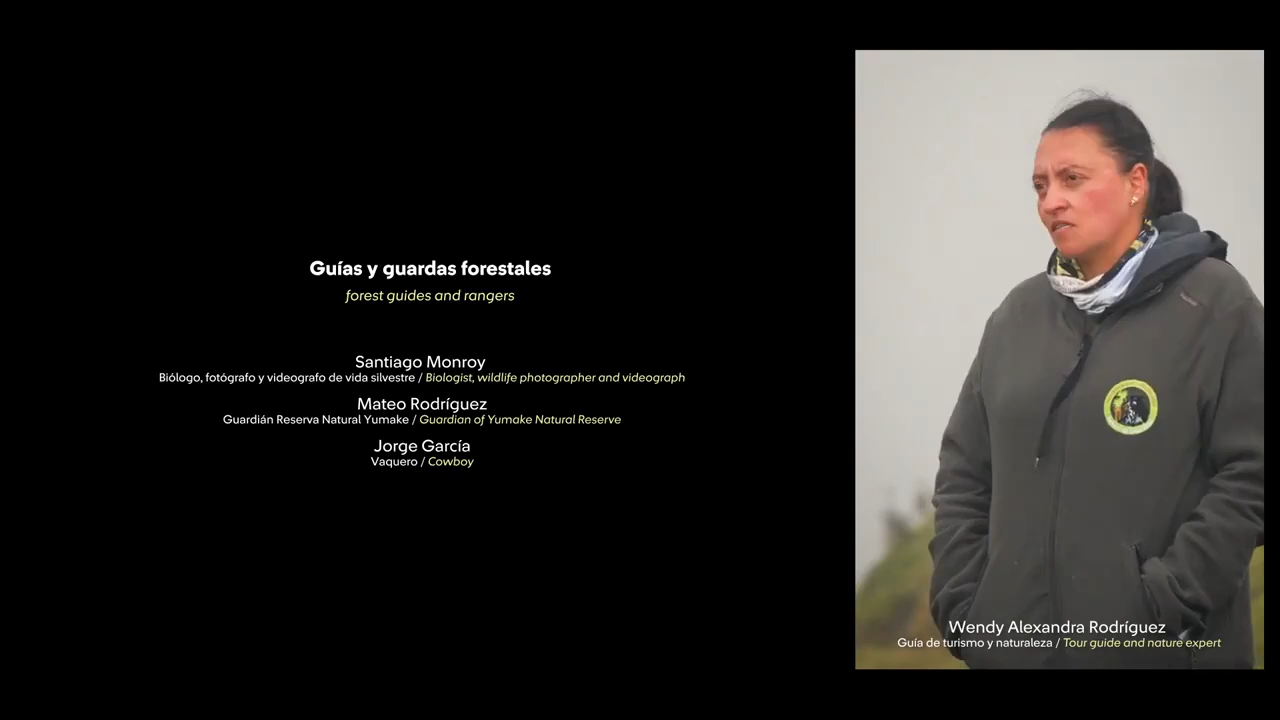 Guías y guardas forestales
forest guides and rangers
Santiago Monroy
Biólogo, fotógrafo y videografo de vida silvestre / Biologist, wildlife photographer and videograph
Mateo Rodríguez
Guardián Reserva Natural Yumake / Guardian of Yumake Natural Reserve
Jorge García
Vaquero / Cowboy
Wendy Alexandra Rodríguez
Guía de turismo y naturaleza / Tour guide and nature expert